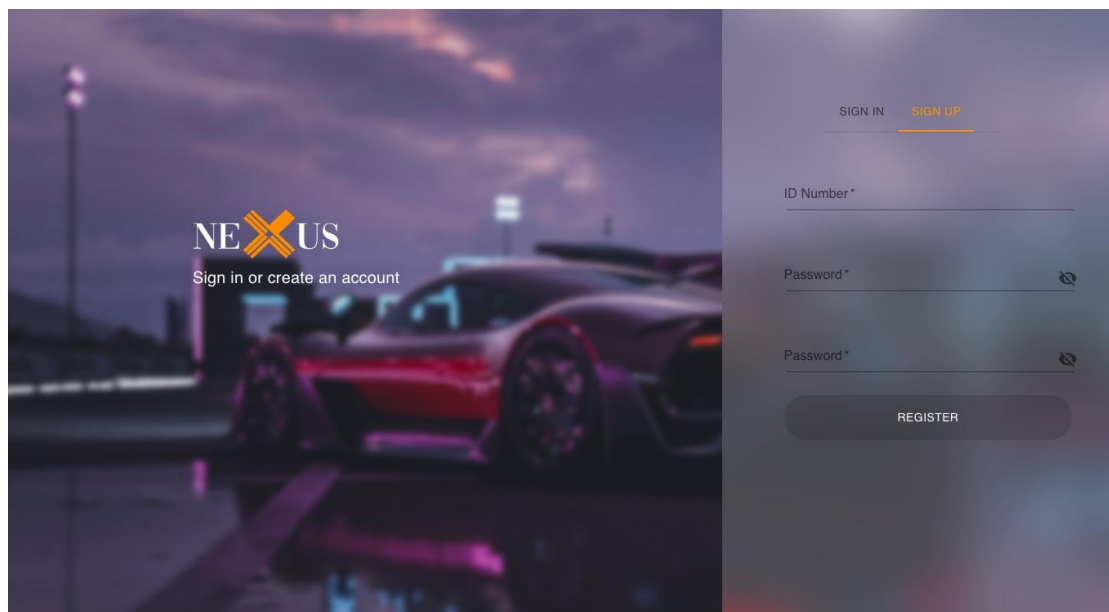 NEXUS
Sign in or create an account
SIGN IN SIGN UP
ID Number*
Password*
Password*
REGISTER